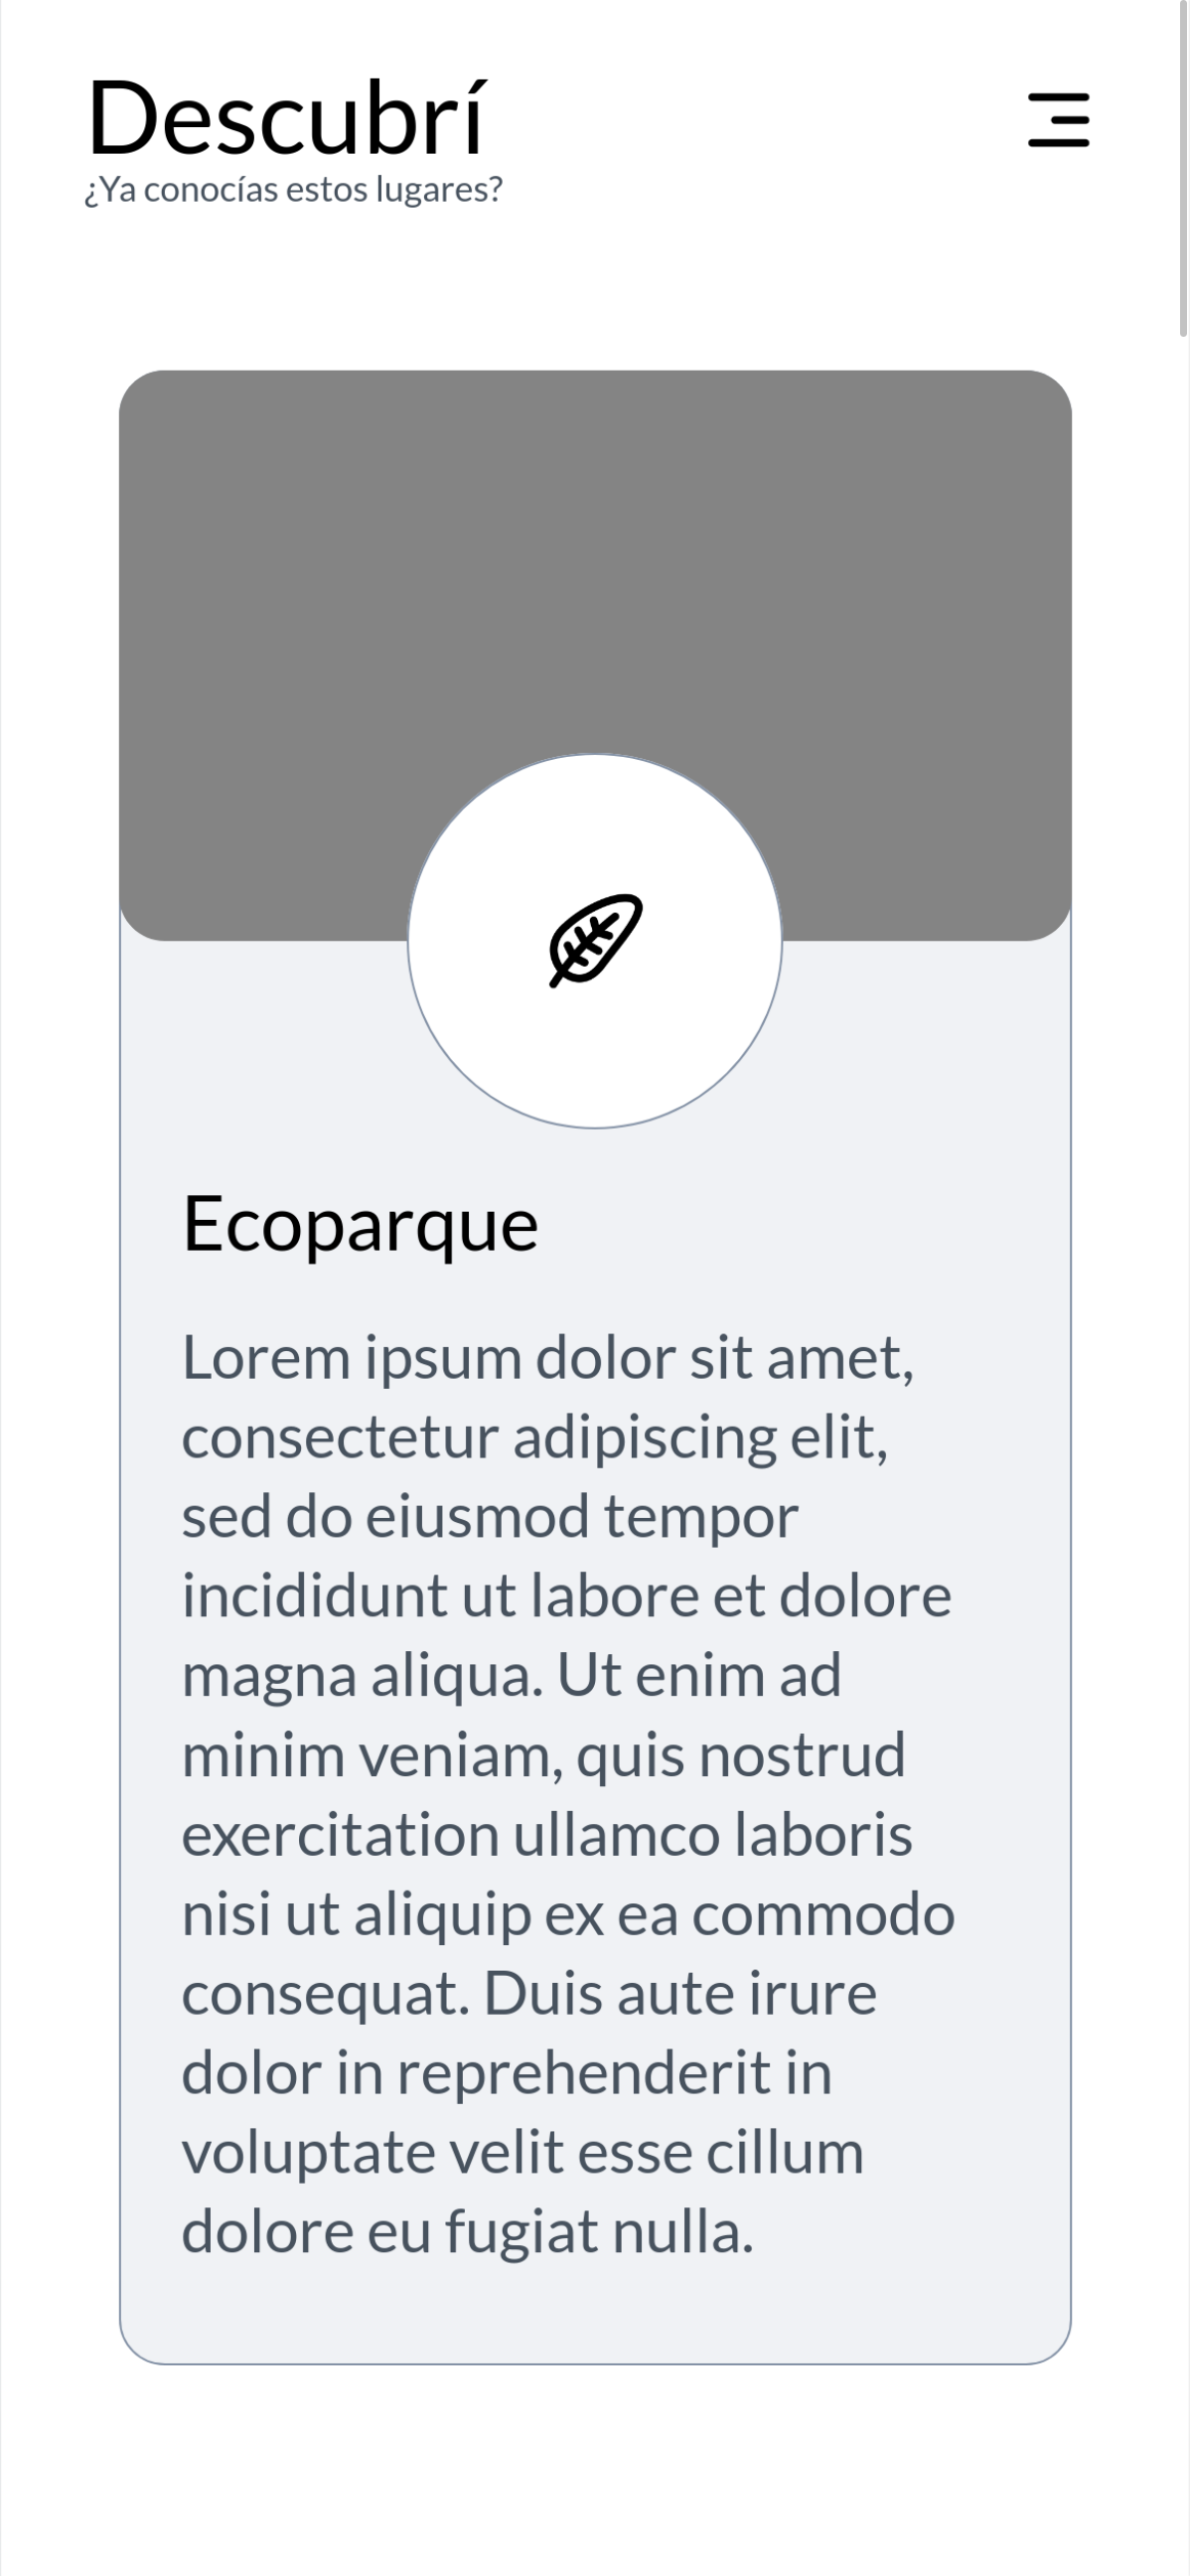 Descubrí
¿Ya conocías estos lugares?
Ecoparque
Lorem ipsum dolor sit amet,
consectetur adipiscing elit,
sed do eiusmod tempor
incididunt ut labore et dolore
magna aliqua. Ut enim ad
minim veniam, quis nostrud
exercitation ullamco laboris
nisi ut aliquip ex ea commodo
consequat. Duis aute irure
dolor in reprehenderit in
voluptate velit esse cillum
dolore eu fugiat nulla.